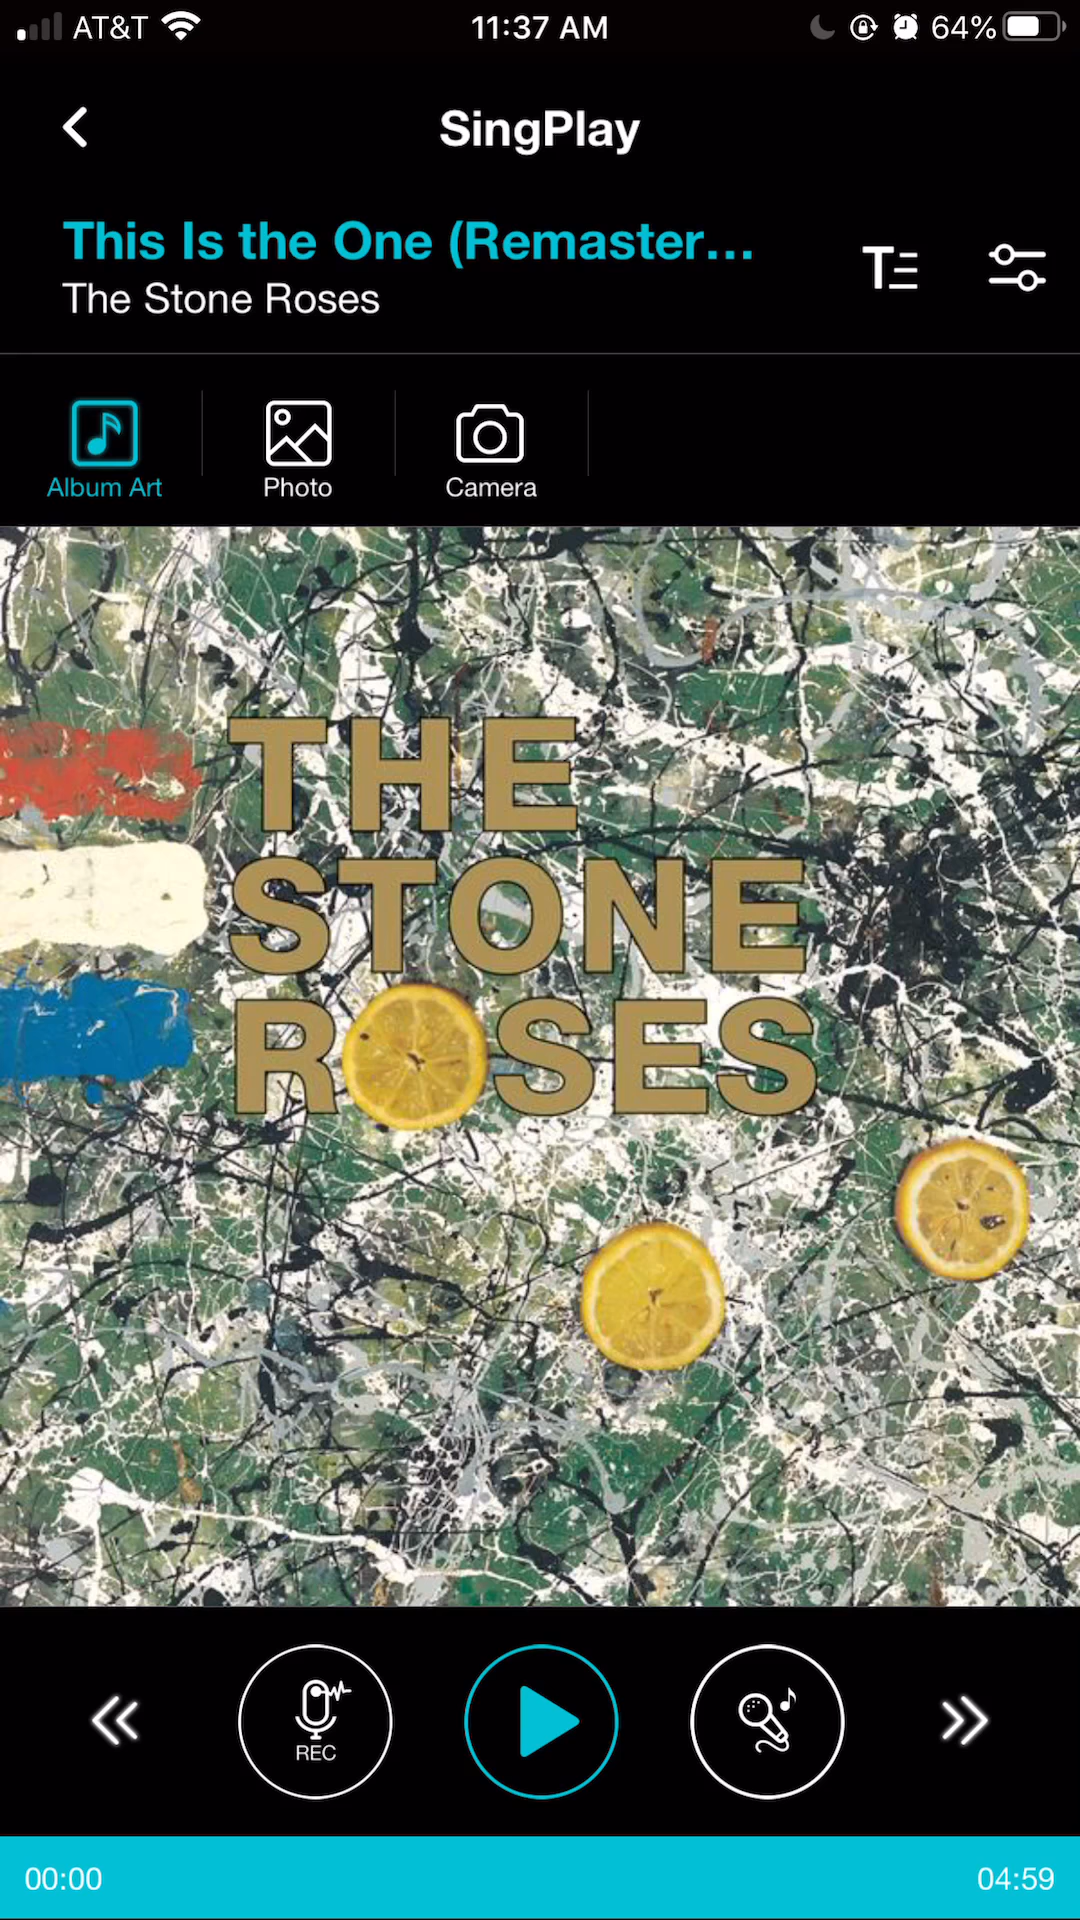 AT&T 11:37 AM 64%
SingPlay
This Is the One (Remaster...
The Stone Roses
Album Art Photo Camera
THE
STONE
ROSES
REC
00:00 04:59